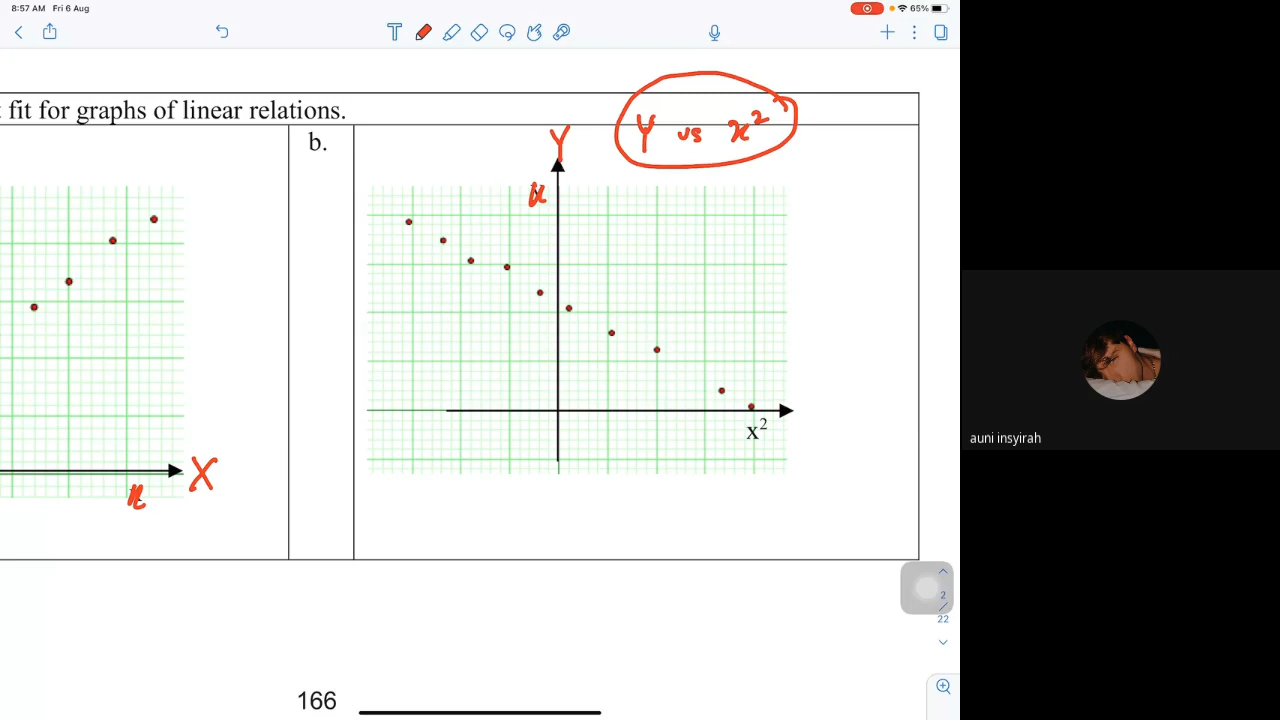 8:57 AM Fri 6 Aug
65%
T
t fit for graphs of linear relations.
Y vs x²
b.
Y
x²
X
auni insyirah
2
/
22
166